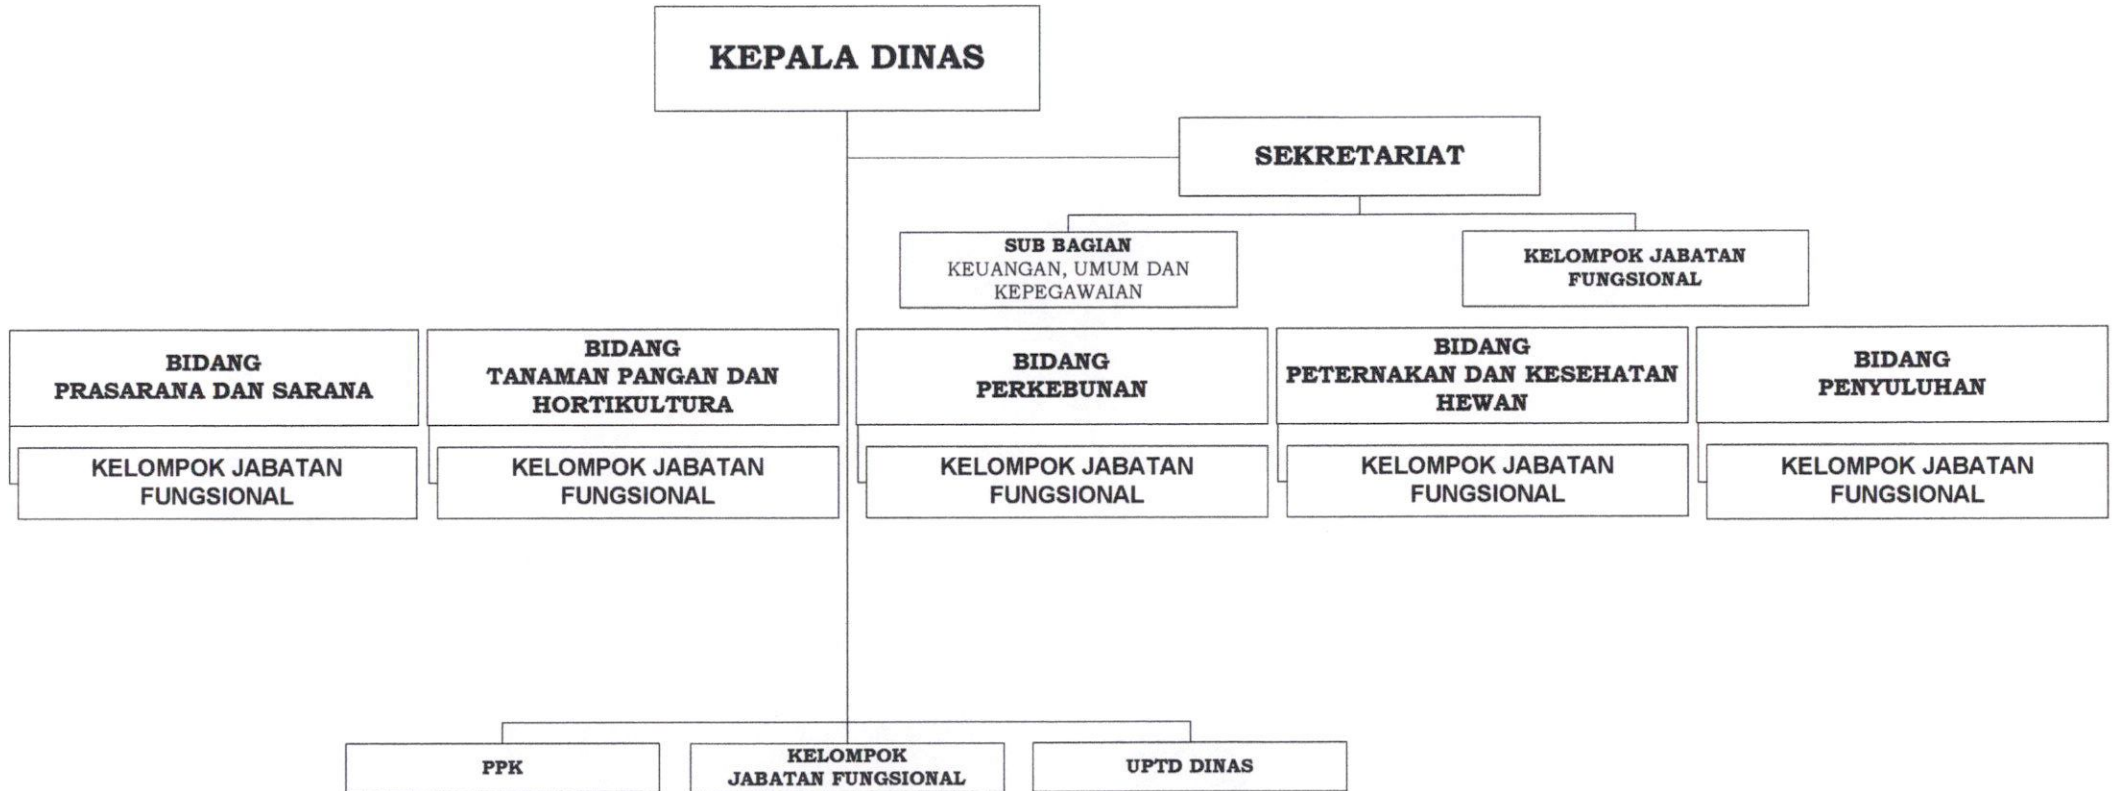 KEPALA DINAS
SEKRETARIAT
SUB BAGIAN
KEUANGAN, UMUM DAN
KEPEGAWAIAN
KELOMPOK JABATAN
FUNGSIONAL
BIDANG
PRASARANA DAN SARANA
BIDANG
TANAMAN PANGAN DAN
HORTIKULTURA
BIDANG
PERKEBUNAN
BIDANG
PETERNAKAN DAN KESEHATAN
HEWAN
BIDANG
PENYULUHAN
KELOMPOK JABATAN
FUNGSIONAL
KELOMPOK JABATAN
FUNGSIONAL
KELOMPOK JABATAN
FUNGSIONAL
KELOMPOK JABATAN
FUNGSIONAL
KELOMPOK JABATAN
FUNGSIONAL
PPK
KELOMPOK
JABATAN FUNGSIONAL
UPTD DINAS